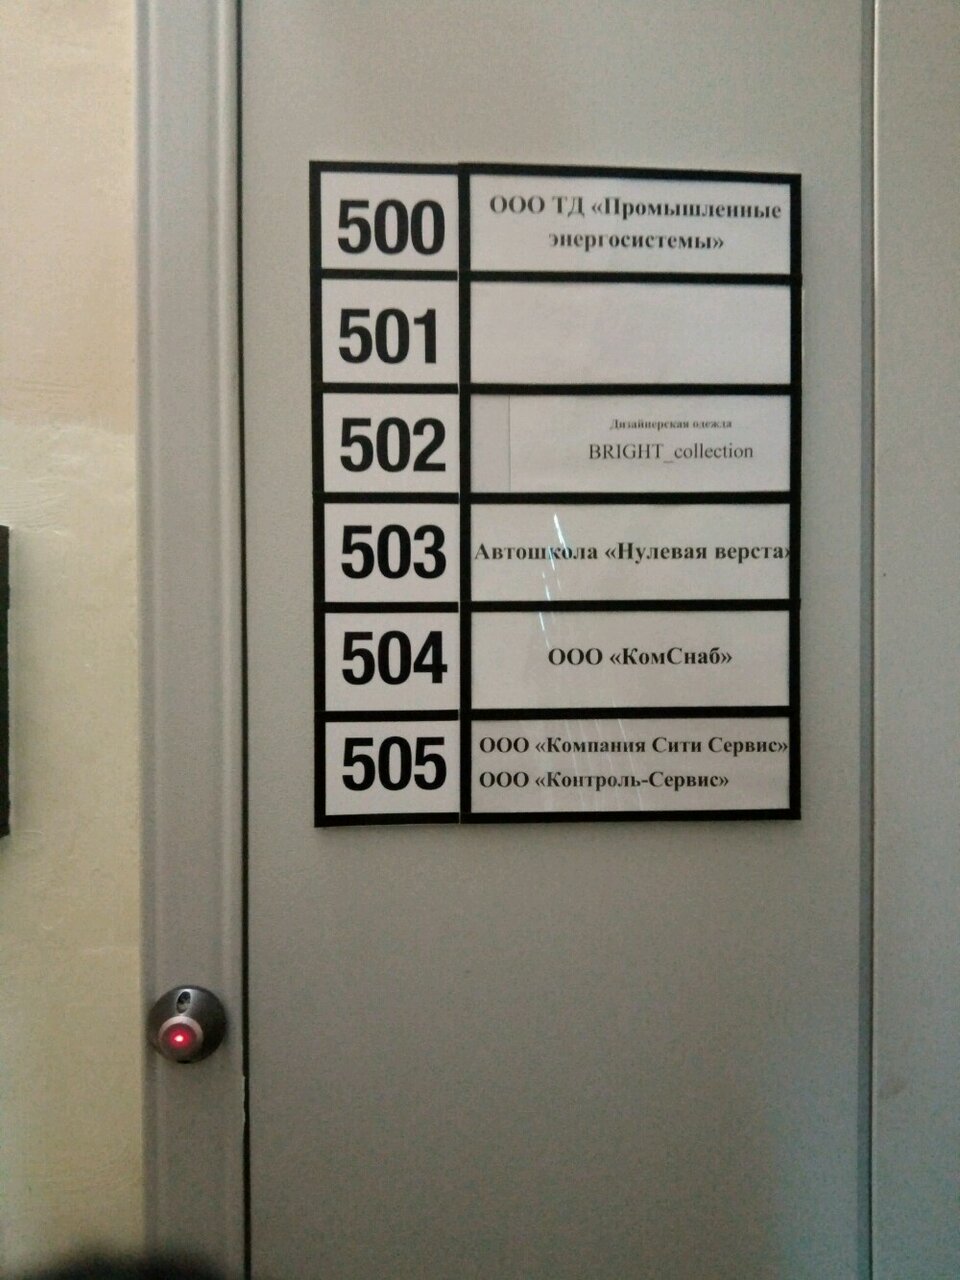 500
ООО ТД «Промышленные
энергосистемы»
501
502
Дизайнерская одежда
BRIGHT_collection
503
Автошкола «Нулевая верста»
504
ООО «КомСнаб»
505
ООО «Компания Сити Сервис»
ООО «Контроль-Сервис»